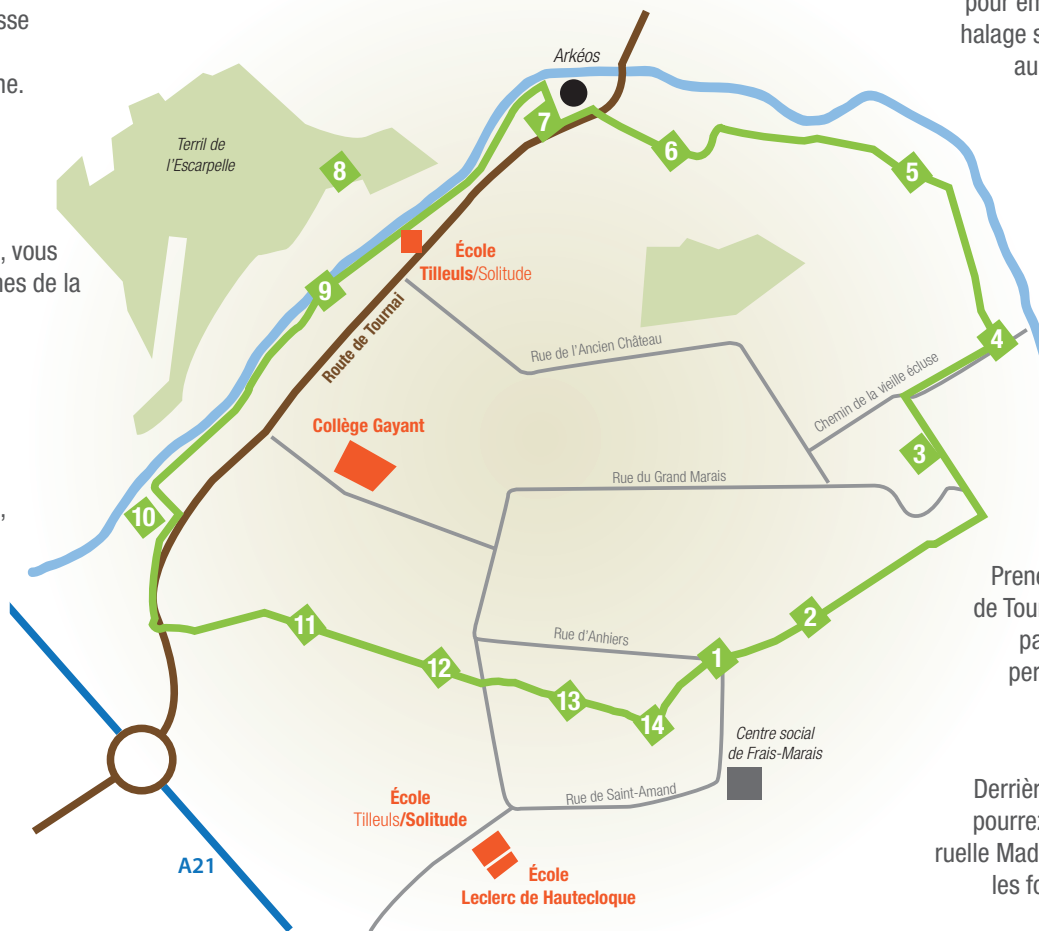 sse
ne.
, vous
nes de la
,
pour en
halage s
au
Arkéos
Terril de
l'Escarpelle
7
6
5
8
École
Tilleuls/Solitude
9
Route de Tournai
Rue de l'Ancien Château
4
Chemin de la vieille écluse
Collège Gayant
3
Rue du Grand Marais
10
Prene
de Tour
pa
per
2
11
Rue d'Anhiers
1
12
13
14
Centre social
de Frais-Marais
Rue de Saint-Amand
École
Tilleuls/Solitude
A21
École
Leclerc de Hautecloque
Derrièr
pourrez
ruelle Mad
les fo